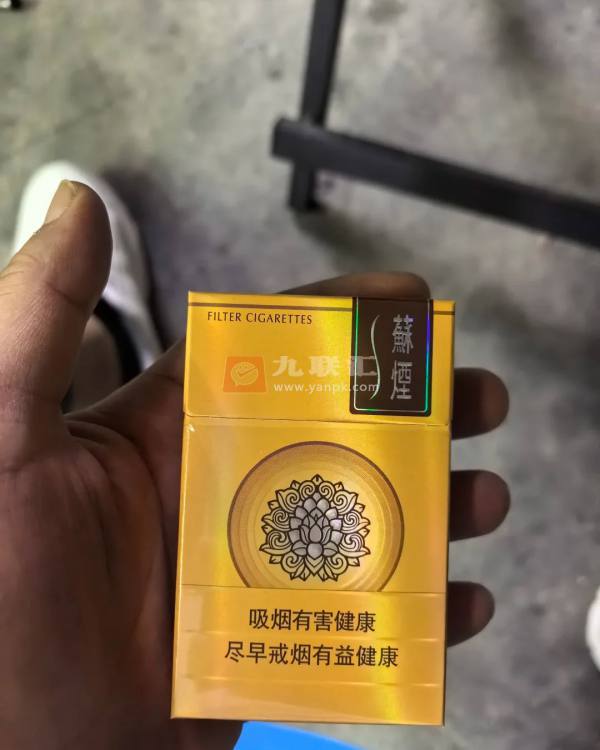 FILTER CIGARETTES
蘇煙
九联汇
www.yanpk.com
吸烟有害健康
尽早戒烟有益健康